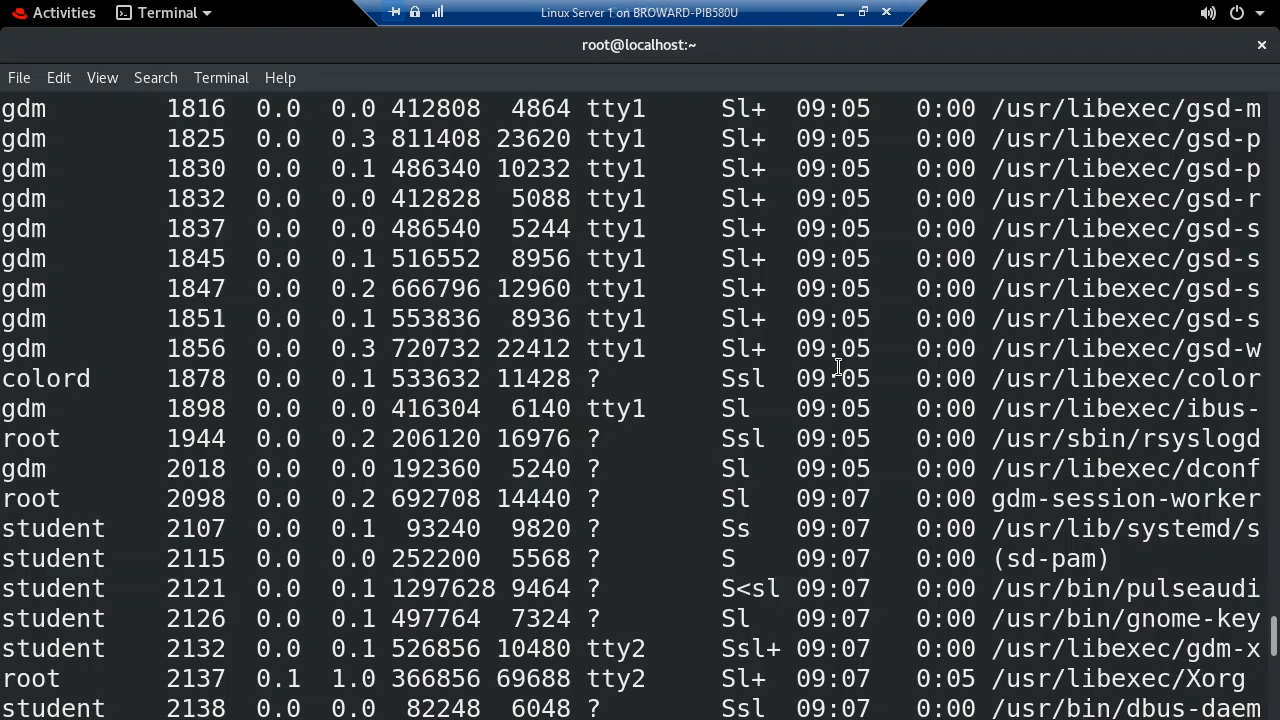 Activities Terminal Linux Server 1 on BROWARD-PIB580U
root@localhost:~
File Edit View Search Terminal Help
gdm 1816 0.0 0.0 412808 4864 tty1 Sl+ 09:05 0:00 /usr/libexec/gsd-m
gdm 1825 0.0 0.3 811408 23620 tty1 Sl+ 09:05 0:00 /usr/libexec/gsd-p
gdm 1830 0.0 0.1 486340 10232 tty1 Sl+ 09:05 0:00 /usr/libexec/gsd-p
gdm 1832 0.0 0.0 412828 5088 tty1 Sl+ 09:05 0:00 /usr/libexec/gsd-r
gdm 1837 0.0 0.0 486540 5244 tty1 Sl+ 09:05 0:00 /usr/libexec/gsd-s
gdm 1845 0.0 0.1 516552 8956 tty1 Sl+ 09:05 0:00 /usr/libexec/gsd-s
gdm 1847 0.0 0.2 666796 12960 tty1 Sl+ 09:05 0:00 /usr/libexec/gsd-s
gdm 1851 0.0 0.1 553836 8936 tty1 Sl+ 09:05 0:00 /usr/libexec/gsd-s
gdm 1856 0.0 0.3 720732 22412 tty1 Sl+ 09:05 0:00 /usr/libexec/gsd-w
colord 1878 0.0 0.1 533632 11428 ? Ssl 09:05 0:00 /usr/libexec/color
gdm 1898 0.0 0.0 416304 6140 tty1 Sl 09:05 0:00 /usr/libexec/ibus-
root 1944 0.0 0.2 206120 16976 ? Ssl 09:05 0:00 /usr/sbin/rsyslogd
gdm 2018 0.0 0.0 192360 5240 ? Sl 09:05 0:00 /usr/libexec/dconf
root 2098 0.0 0.2 692708 14440 ? Sl 09:07 0:00 gdm-session-worker
student 2107 0.0 0.1 93240 9820 ? Ss 09:07 0:00 /usr/lib/systemd/s
student 2115 0.0 0.0 252200 5568 ? S 09:07 0:00 (sd-pam)
student 2121 0.0 0.1 1297628 9464 ? S<sl 09:07 0:00 /usr/bin/pulseaudi
student 2126 0.0 0.1 497764 7324 ? Sl 09:07 0:00 /usr/bin/gnome-key
student 2132 0.0 0.1 526856 10480 tty2 Ssl+ 09:07 0:00 /usr/libexec/gdm-x
root 2137 0.1 1.0 366856 69688 tty2 Sl+ 09:07 0:05 /usr/libexec/Xorg
student 2138 0.0 0.0 82248 6048 ? Ssl 09:07 0:00 /usr/bin/dbus-daem